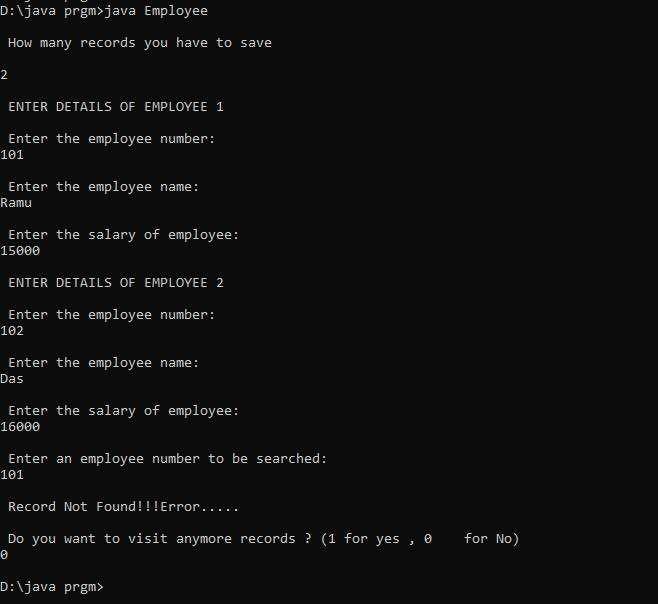 D:\java prgm>java Employee
How many records you have to save
2
ENTER DETAILS OF EMPLOYEE 1
Enter the employee number:
101
Enter the employee name:
Ramu
Enter the salary of employee:
15000
ENTER DETAILS OF EMPLOYEE 2
Enter the employee number:
102
Enter the employee name:
Das
Enter the salary of employee:
16000
Enter an employee number to be searched:
101
Record Not Found!!!Error.....
Do you want to visit anymore records ? (1 for yes , 0    for No)
0
D:\java prgm>